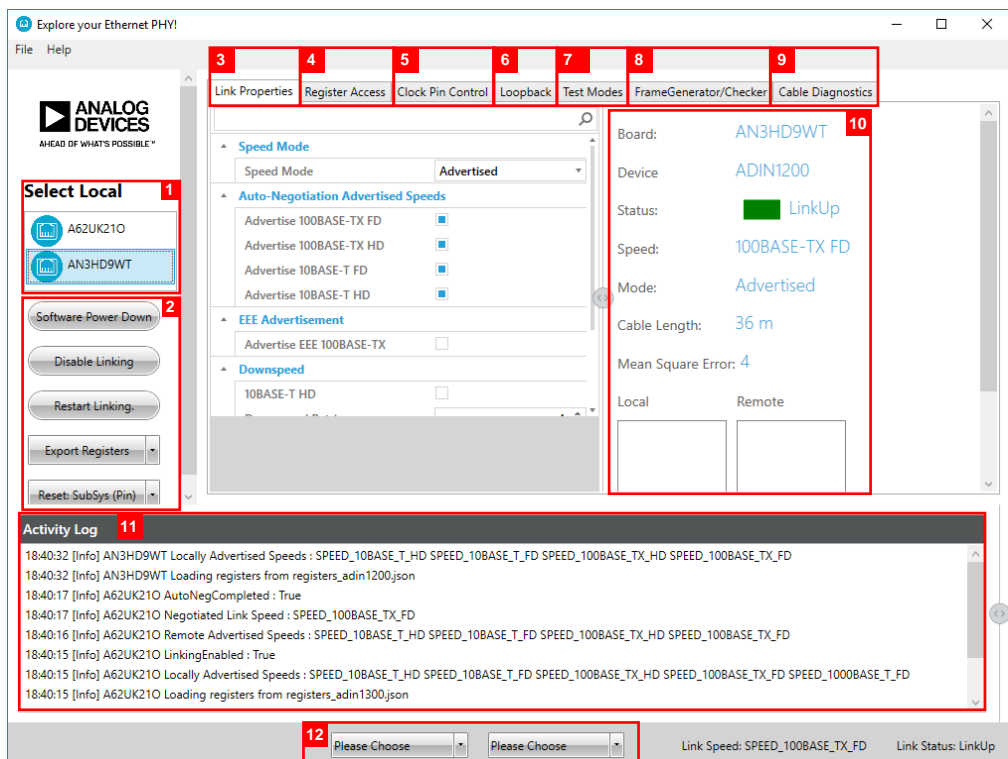 Explore your Ethernet PHY!
File Help
3 4 5 6 7 8 9
Link Properties Register Access Clock Pin Control Loopback Test Modes FrameGenerator/Checker Cable Diagnostics
ANALOG
DEVICES
AHEAD OF WHAT'S POSSIBLE™
Select Local 1
A62UK21O
AN3HD9WT
2
Software Power Down
Disable Linking
Restart Linking.
Export Registers
Reset: SubSys (Pin)
Speed Mode
Speed Mode Advertised
Auto-Negotiation Advertised Speeds
Advertise 100BASE-TX FD
Advertise 100BASE-TX HD
Advertise 10BASE-T FD
Advertise 10BASE-T HD
EEE Advertisement
Advertise EEE 100BASE-TX
Downspeed
10BASE-T HD
10
Board: AN3HD9WT
Device ADIN1200
Status: LinkUp
Speed: 100BASE-TX FD
Mode: Advertised
Cable Length: 36 m
Mean Square Error: 4
Local Remote
Activity Log 11
18:40:32 [Info] AN3HD9WT Locally Advertised Speeds : SPEED_10BASE_T_HD SPEED_10BASE_T_FD SPEED_100BASE_TX_HD SPEED_100BASE_TX_FD
18:40:32 [Info] AN3HD9WT Loading registers from registers_adin1200.json
18:40:17 [Info] A62UK21O AutoNegCompleted : True
18:40:17 [Info] A62UK21O Negotiated Link Speed : SPEED_100BASE_TX_FD
18:40:16 [Info] A62UK21O Remote Advertised Speeds : SPEED_10BASE_T_HD SPEED_10BASE_T_FD SPEED_100BASE_TX_HD SPEED_100BASE_TX_FD
18:40:15 [Info] A62UK21O LinkingEnabled : True
18:40:15 [Info] A62UK21O Locally Advertised Speeds : SPEED_10BASE_T_HD SPEED_10BASE_T_FD SPEED_100BASE_TX_HD SPEED_100BASE_TX_FD SPEED_1000BASE_T_FD
18:40:15 [Info] A62UK21O Loading registers from registers_adin1300.json
12
Please Choose Please Choose Link Speed: SPEED_100BASE_TX_FD Link Status: LinkUp